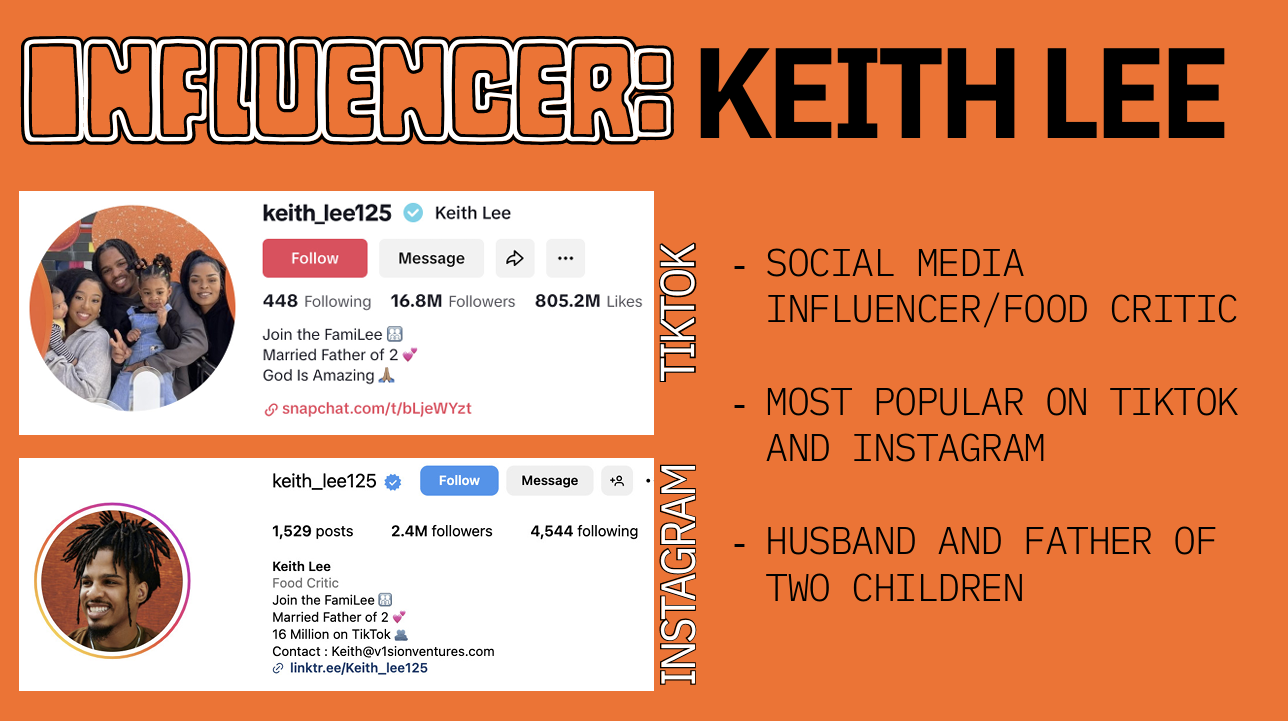 INFLUENCER: KEITH LEE
keith_lee125 Keith Lee
Follow Message
448 Following 16.8M Followers 805.2M Likes
Join the FamiLee
Married Father of 2 💕
God Is Amazing 🙏🏽
snapchat.com/t/bLjeWYzt
TIKTOK
keith_lee125 Follow Message
1,529 posts 2.4M followers 4,544 following
Keith Lee
Food Critic
Join the FamiLee
Married Father of 2 💕
16 Million on TikTok 👥
Contact : Keith@v1sionventures.com
linktr.ee/Keith_lee125
INSTAGRAM
- SOCIAL MEDIA
INFLUENCER/FOOD CRITIC
- MOST POPULAR ON TIKTOK
AND INSTAGRAM
- HUSBAND AND FATHER OF
TWO CHILDREN